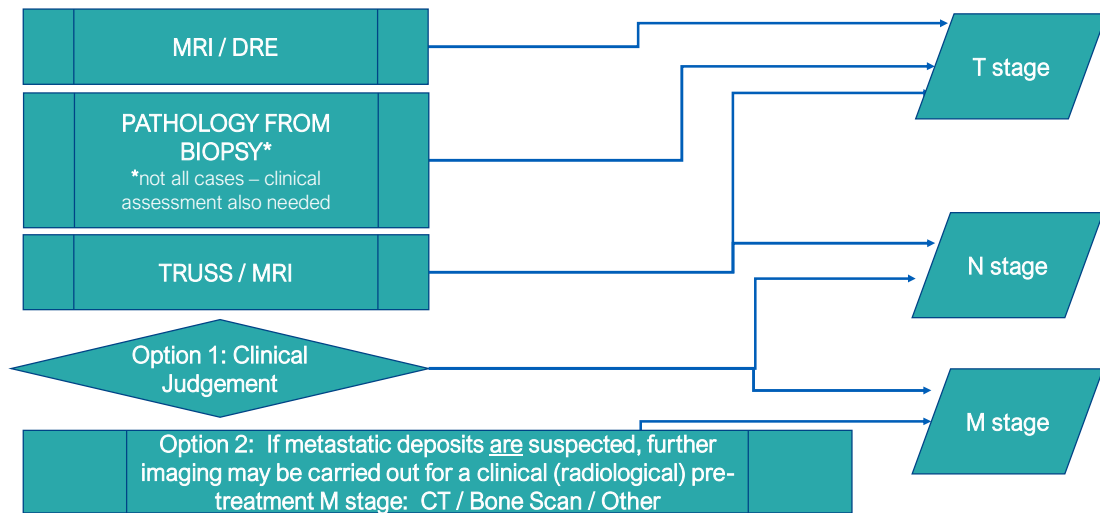 MRI / DRE
T stage
PATHOLOGY FROM
BIOPSY*
*not all cases – clinical
assessment also needed
TRUSS / MRI
N stage
Option 1: Clinical
Judgement
M stage
Option 2: If metastatic deposits are suspected, further
imaging may be carried out for a clinical (radiological) pre-
treatment M stage: CT / Bone Scan / Other